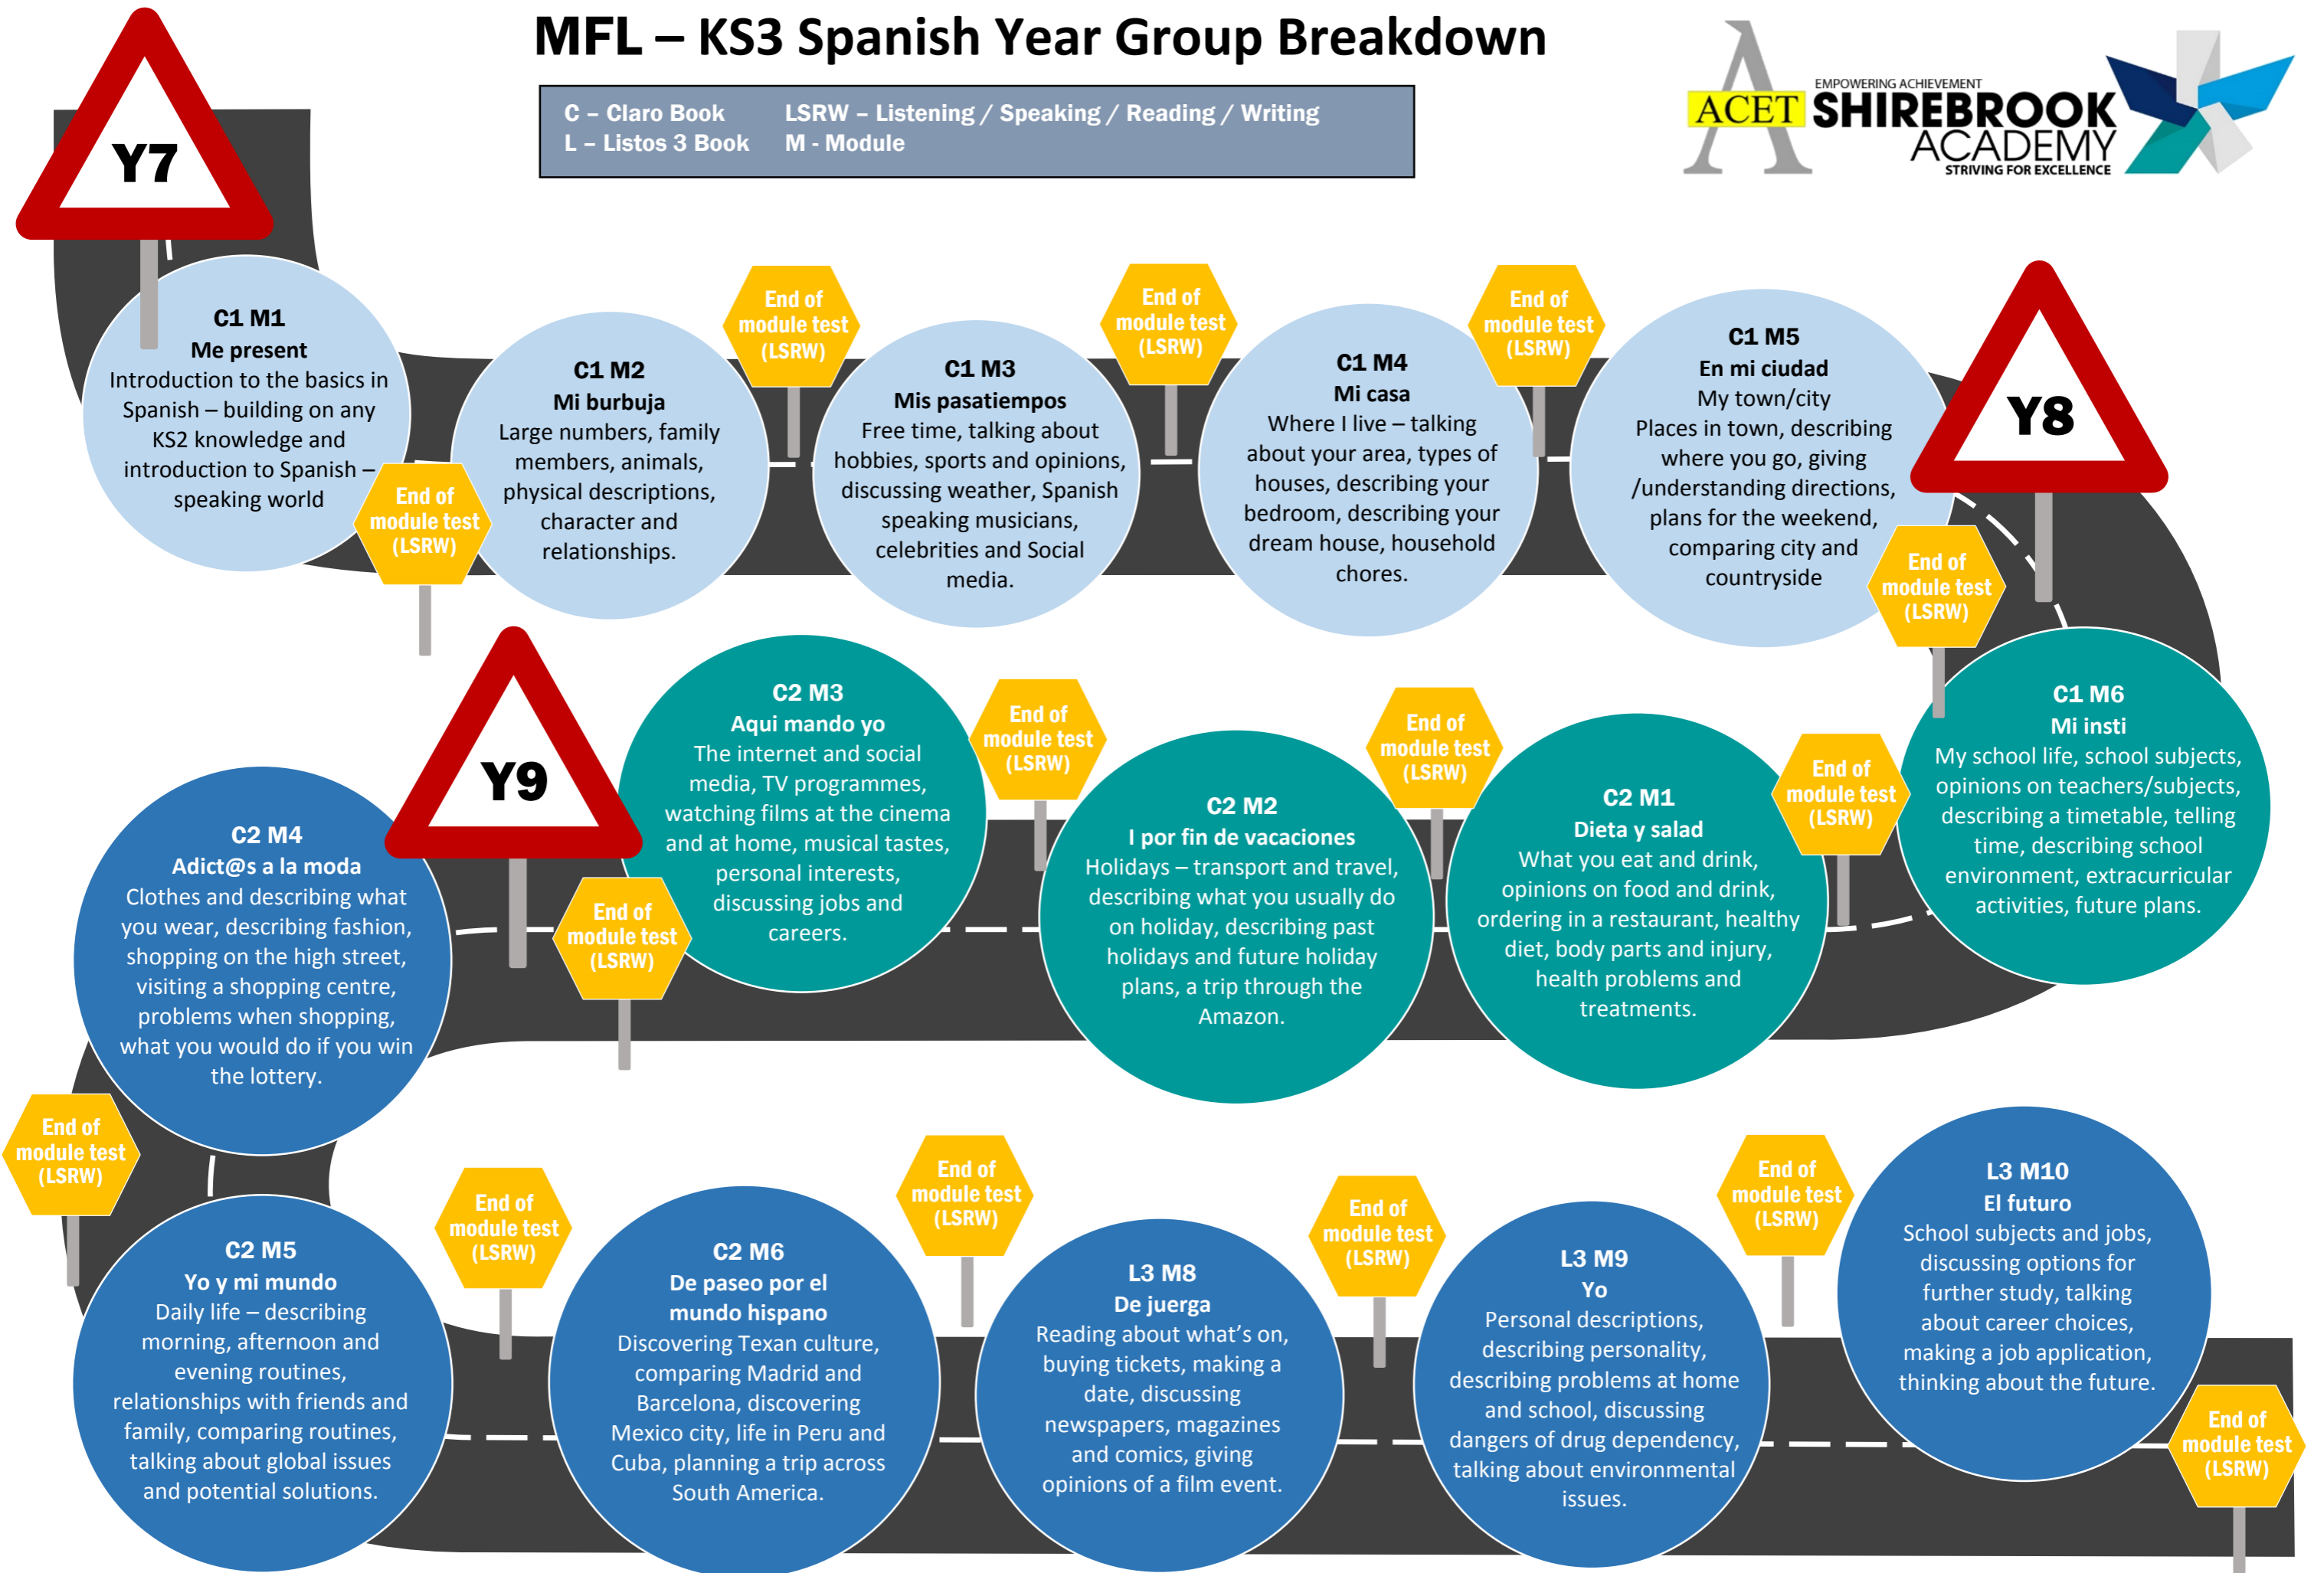 MFL – KS3 Spanish Year Group Breakdown
C – Claro Book LSRW – Listening / Speaking / Reading / Writing
L – Listos 3 Book M - Module
ACET
EMPOWERING ACHIEVEMENT
SHIREBROOK
ACADEMY
STRIVING FOR EXCELLENCE
Y7
C1 M1
Me present
Introduction to the basics in
Spanish – building on any
KS2 knowledge and
introduction to Spanish –
speaking world
End of
module test
(LSRW)
C1 M2
Mi burbuja
Large numbers, family
members, animals,
physical descriptions,
character and
relationships.
End of
module test
(LSRW)
C1 M3
Mis pasatiempos
Free time, talking about
hobbies, sports and opinions,
discussing weather, Spanish
speaking musicians,
celebrities and Social
media.
End of
module test
(LSRW)
C1 M4
Mi casa
Where I live – talking
about your area, types of
houses, describing your
bedroom, describing your
dream house, household
chores.
End of
module test
(LSRW)
C1 M5
En mi ciudad
My town/city
Places in town, describing
where you go, giving
/understanding directions,
plans for the weekend,
comparing city and
countryside
End of
module test
(LSRW)
Y8
C1 M6
Mi insti
My school life, school subjects,
opinions on teachers/subjects,
describing a timetable, telling
time, describing school
environment, extracurricular
activities, future plans.
End of
module test
(LSRW)
C2 M1
Dieta y salad
What you eat and drink,
opinions on food and drink,
ordering in a restaurant, healthy
diet, body parts and injury,
health problems and
treatments.
End of
module test
(LSRW)
C2 M2
I por fin de vacaciones
Holidays – transport and travel,
describing what you usually do
on holiday, describing past
holidays and future holiday
plans, a trip through the
Amazon.
End of
module test
(LSRW)
C2 M3
Aqui mando yo
The internet and social
media, TV programmes,
watching films at the cinema
and at home, musical tastes,
personal interests,
discussing jobs and
careers.
End of
module test
(LSRW)
Y9
C2 M4
Adict@s a la moda
Clothes and describing what
you wear, describing fashion,
shopping on the high street,
visiting a shopping centre,
problems when shopping,
what you would do if you win
the lottery.
End of
module test
(LSRW)
C2 M5
Yo y mi mundo
Daily life – describing
morning, afternoon and
evening routines,
relationships with friends and
family, comparing routines,
talking about global issues
and potential solutions.
End of
module test
(LSRW)
C2 M6
De paseo por el
mundo hispano
Discovering Texan culture,
comparing Madrid and
Barcelona, discovering
Mexico city, life in Peru and
Cuba, planning a trip across
South America.
End of
module test
(LSRW)
L3 M8
De juerga
Reading about what's on,
buying tickets, making a
date, discussing
newspapers, magazines
and comics, giving
opinions of a film event.
End of
module test
(LSRW)
L3 M9
Yo
Personal descriptions,
describing personality,
describing problems at home
and school, discussing
dangers of drug dependency,
talking about environmental
issues.
End of
module test
(LSRW)
L3 M10
El futuro
School subjects and jobs,
discussing options for
further study, talking
about career choices,
making a job application,
thinking about the future.
End of
module test
(LSRW)